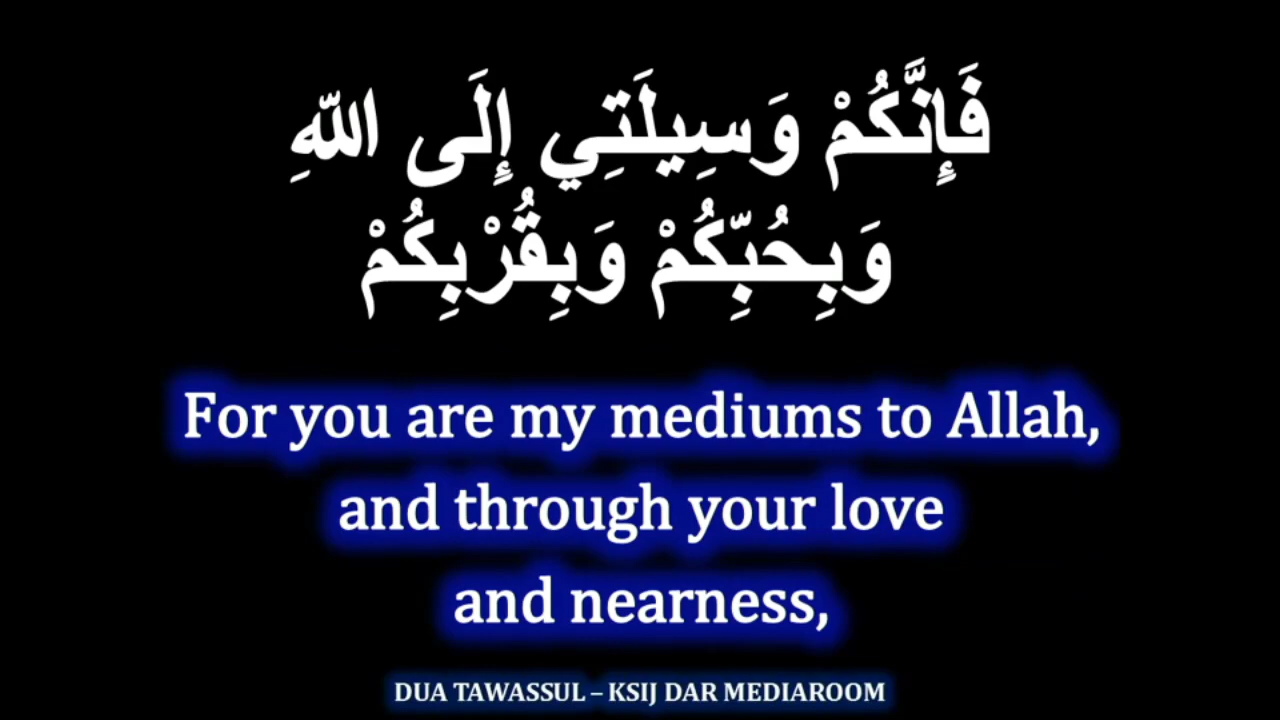 فَإِنَّكُمْ وَسِيلَتِي إِلَى اللّهِ
وَبِحُبِّكُمْ وَبِقُرْبِكُمْ
For you are my mediums to Allah,
and through your love
and nearness,
DUA TAWASSUL – KSIJ DAR MEDIAROOM